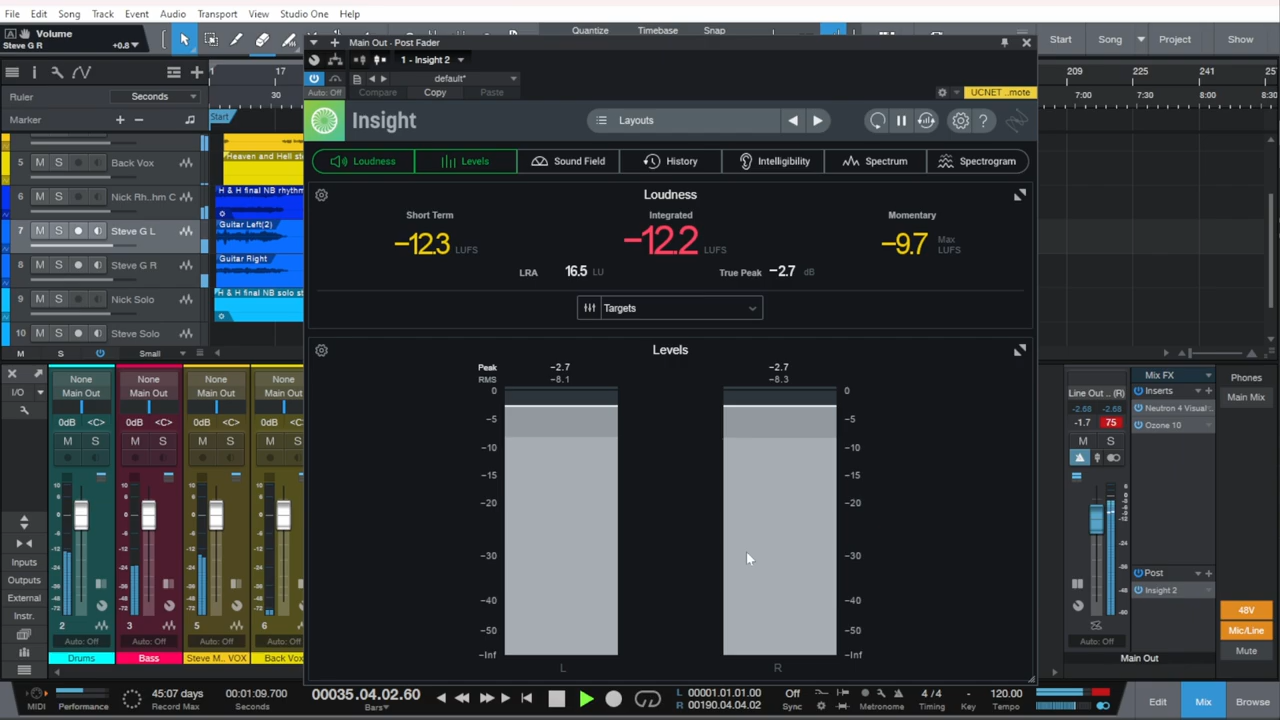 File Edit Song Track Event Audio Transport View Studio One Help
Volume
Steve G R +0.8
Quantize Timebase Snap
Start Song Project Show
Main Out - Post Fader
1 - Insight 2
default*
Auto: Off Compare Copy Paste
UCNET ...mote
Insight
Layouts
Loudness Levels Sound Field History Intelligibility Spectrum Spectrogram
Loudness
Short Term Integrated Momentary
-12.3 LUFS -12.2 LUFS -9.7 Max LUFS
LRA 16.5 LU True Peak -2.7 dB
Targets
Levels
Peak -2.7 -2.7
RMS -8.1 -8.3
0 0
-5 -5
-10 -10
-15 -15
-20 -20
-30 -30
-40 -40
-50 -50
-Inf -Inf
L R
Ruler Seconds
Marker
1 17
30
Start
209 225 241
7:00 7:30 8:00 8:30
5 M S Back Vox
6 M S Nick Rh...hm C
7 M S Steve G L
8 M S Steve G R
9 M S Nick Solo
10 M S Steve Solo
Heaven and Hell st
H & H final NB rhythm
Guitar Left(2)
Guitar Right
H & H final NB solo st
M S Small
I/O
Inputs
Outputs
External
Instr.
None None None None
Main Out Main Out Main Out Main Out
0dB <C> 0dB <C> 0dB <C> 0dB <C>
M S M S M S M S
2 3 5 6
Auto: Off Auto: Off Auto: Off Auto: Off
Drums Bass Steve M... VOX Back Vox
Line Out .. (R)
-2.68 -2.68
-1.7 75
M S
Auto: Off
Main Out
Mix FX
Inserts
Neutron 4 Visual...
Ozone 10
Post
Insight 2
Phones
Main Mix
48V
Mic/Line
Mute
MIDI Performance
45:07 days
Record Max
00:01:09.700
Seconds
00035.04.02.60
Bars
L 00001.01.01.00
R 00190.04.04.02
Off
Sync
Metronome
4 / 4
Timing
-
Key
120.00
Tempo
Edit Mix Browse